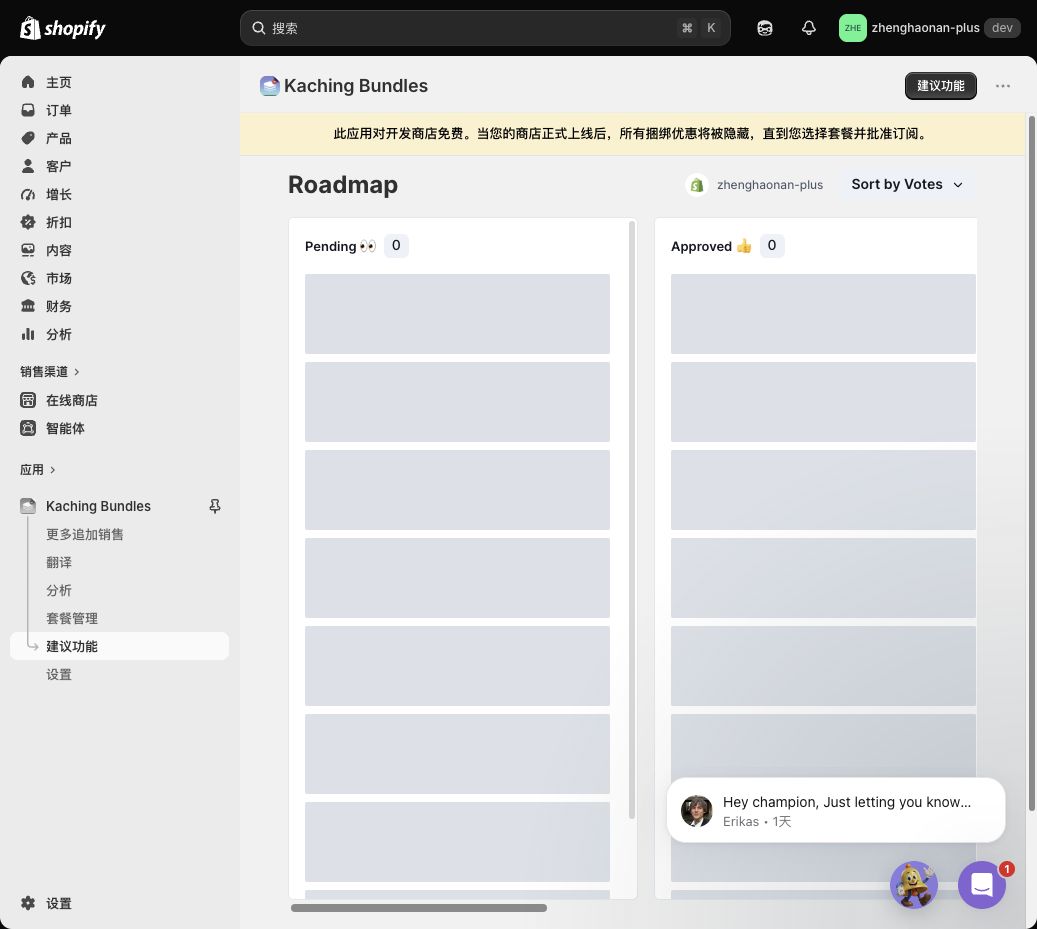 shopify
搜索
⌘ K
ZHE
zhenghaonan-plus dev
主页
订单
产品
客户
增长
折扣
内容
市场
财务
分析
销售渠道
在线商店
智能体
应用
Kaching Bundles
更多追加销售
翻译
分析
套餐管理
建议功能
设置
设置
Kaching Bundles
建议功能
此应用对开发商店免费。当您的商店正式上线后，所有捆绑优惠将被隐藏，直到您选择套餐并批准订阅。
Roadmap
zhenghaonan-plus
Sort by Votes
Pending 👀 0
Approved 👍 0
Hey champion, Just letting you know...
Erikas • 1天
1